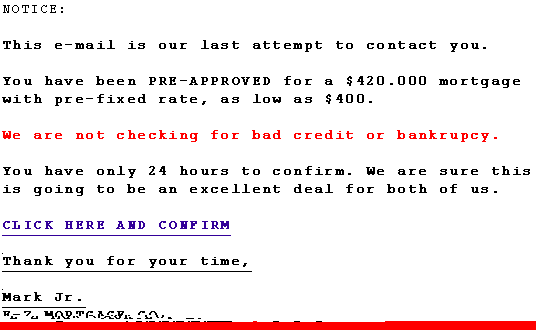 NOTICE:
This e-mail is our last attempt to contact you.
You have been PRE-APPROVED for a $420.000 mortgage
with pre-fixed rate, as low as $400.
We are not checking for bad credit or bankrupcy.
You have only 24 hours to confirm. We are sure this
is going to be an excellent deal for both of us.
CLICK HERE AND CONFIRM
Thank you for your time,
Mark Jr.